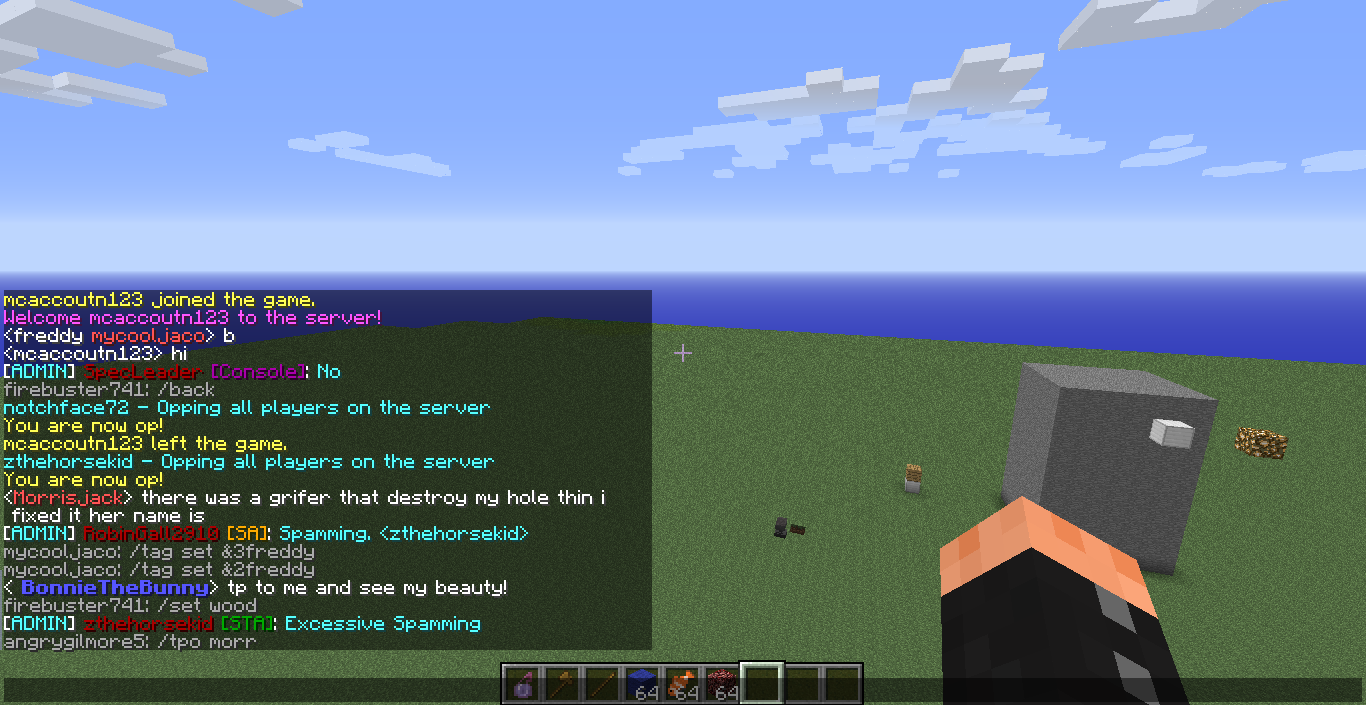 mcaccoutn123 joined the game.
Welcome mcaccoutn123 to the server!
<freddy mycooljaco> b
<mcaccoutn123> hi
[ADMIN] SpecLeader [Console]: No
firebuster741: /back
notchface72 - Opping all players on the server
You are now op!
mcaccoutn123 left the game.
zthehorsekid - Opping all players on the server
You are now op!
<Morrisjack> there was a grifer that destroy my hole thin i
fixed it her name is
[ADMIN] RobinGall2910 [SA]: Spamming. <zthehorsekid>
mycooljaco: /tag set &3freddy
mycooljaco: /tag set &2freddy
< BonnieTheBunny> tp to me and see my beauty!
firebuster741: /set wood
[ADMIN] zthehorsekid [STA]: Excessive Spamming
angrygilmore5: /tpo morr
64 64 64